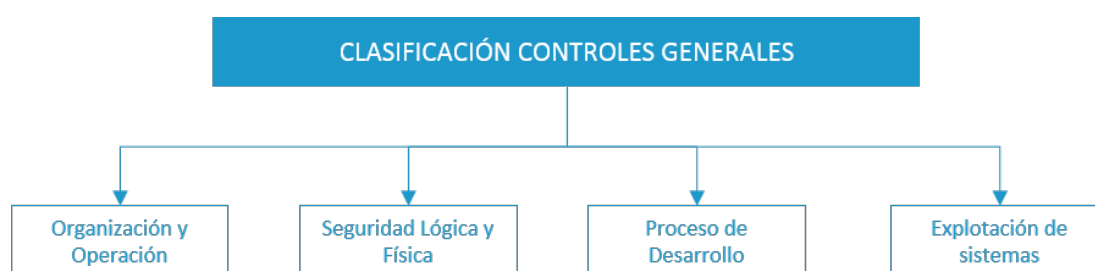 CLASIFICACIÓN CONTROLES GENERALES
Organización y
Operación
Seguridad Lógica y
Física
Proceso de
Desarrollo
Explotación de
sistemas